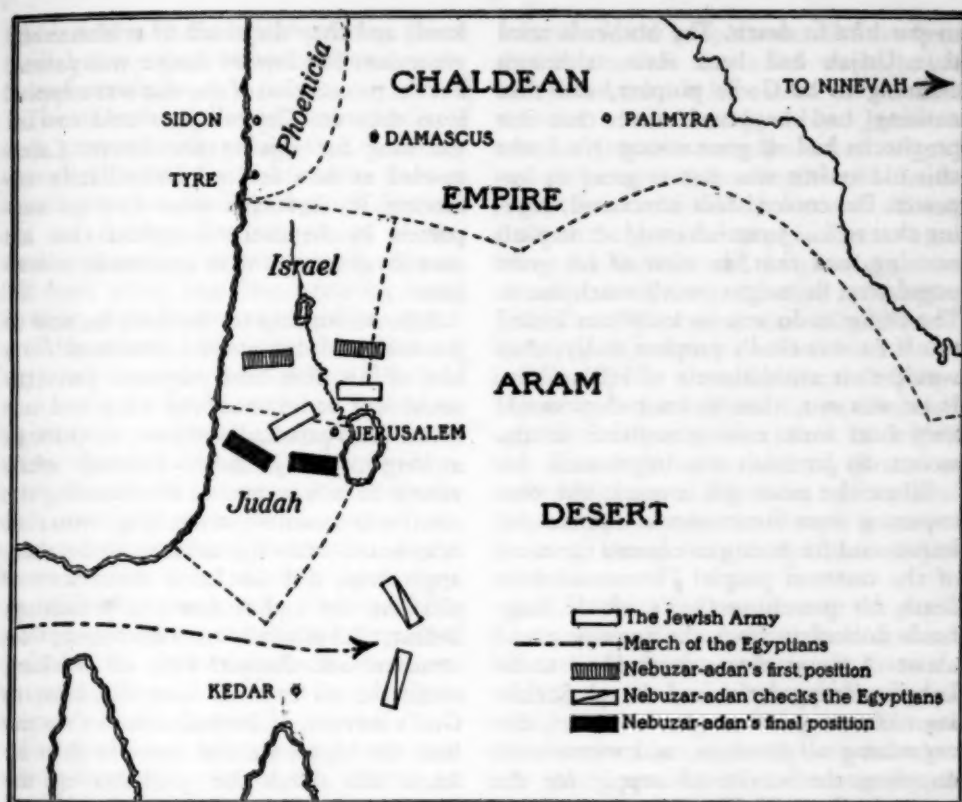 Phoenicia
CHALDEAN
TO NINEVAH
SIDON
DAMASCUS
PALMYRA
TYRE
EMPIRE
Israel
ARAM
JERUSALEM
Judah
DESERT
The Jewish Army
March of the Egyptians
Nebuzar-adan's first position
KEDAR
Nebuzar-adan checks the Egyptians
Nebuzar-adan's final position